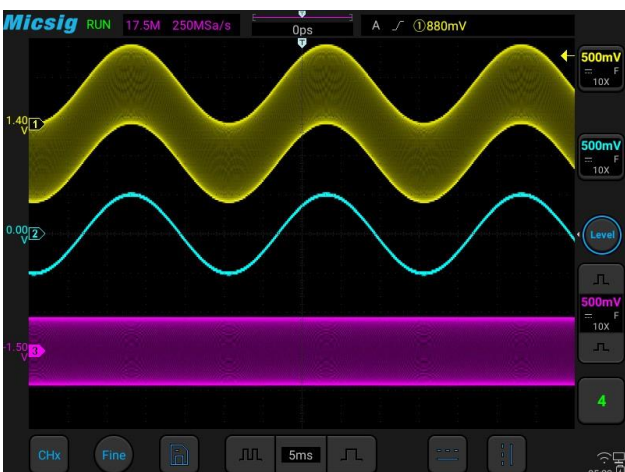 Micsig RUN 17.5M 250MSa/s 0ps A ①880mV
T
500mV
F
10X
1.40
V
1
500mV
F
10X
0.00
V
2
Level
500mV
F
10X
-1.50
V
3
4
CHx Fine 5ms